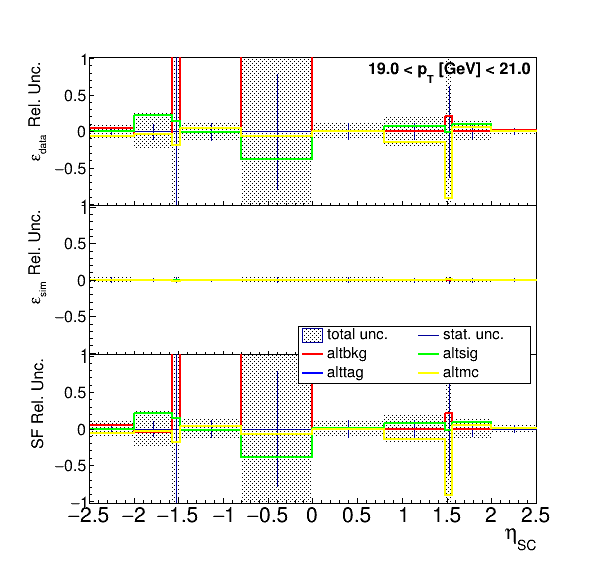 19.0 < p_T [GeV] < 21.0
ε_data Rel. Unc.
1
0.5
0
−0.5
ε_sim Rel. Unc.
1
0.5
0
−0.5
total unc. stat. unc.
altbkg altsig
alttag altmc
SF Rel. Unc.
1
0.5
0
−0.5
−1
−2.5 −2 −1.5 −1 −0.5 0 0.5 1 1.5 2 2.5
η_SC